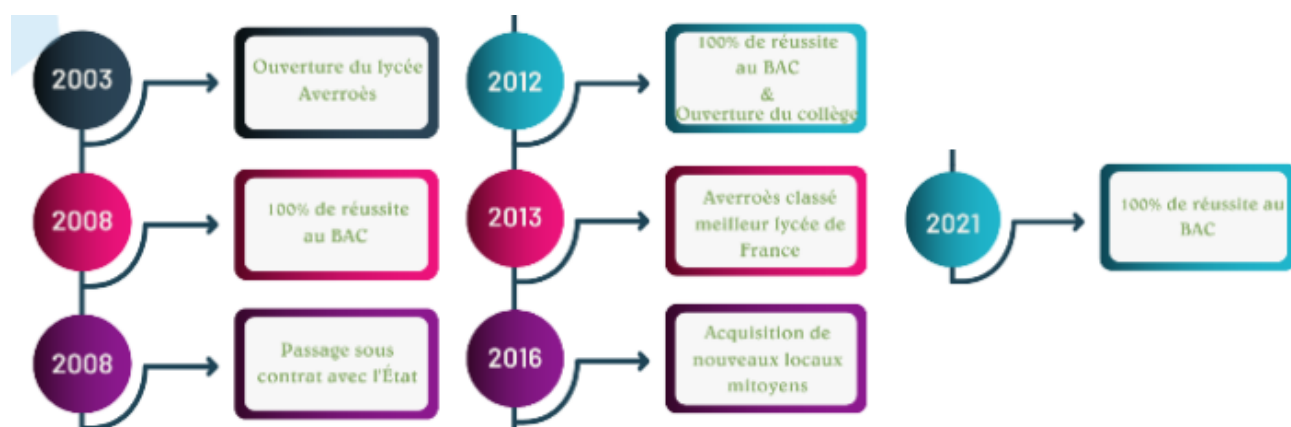 2003
Ouverture du lycée
Averroès
2008
100% de réussite
au BAC
2008
Passage sous
contrat avec l'État
2012
100% de réussite
au BAC
&
Ouverture du collège
2013
Averroès classé
meilleur lycée de
France
2016
Acquisition de
nouveaux locaux
mitoyens
2021
100% de réussite au
BAC